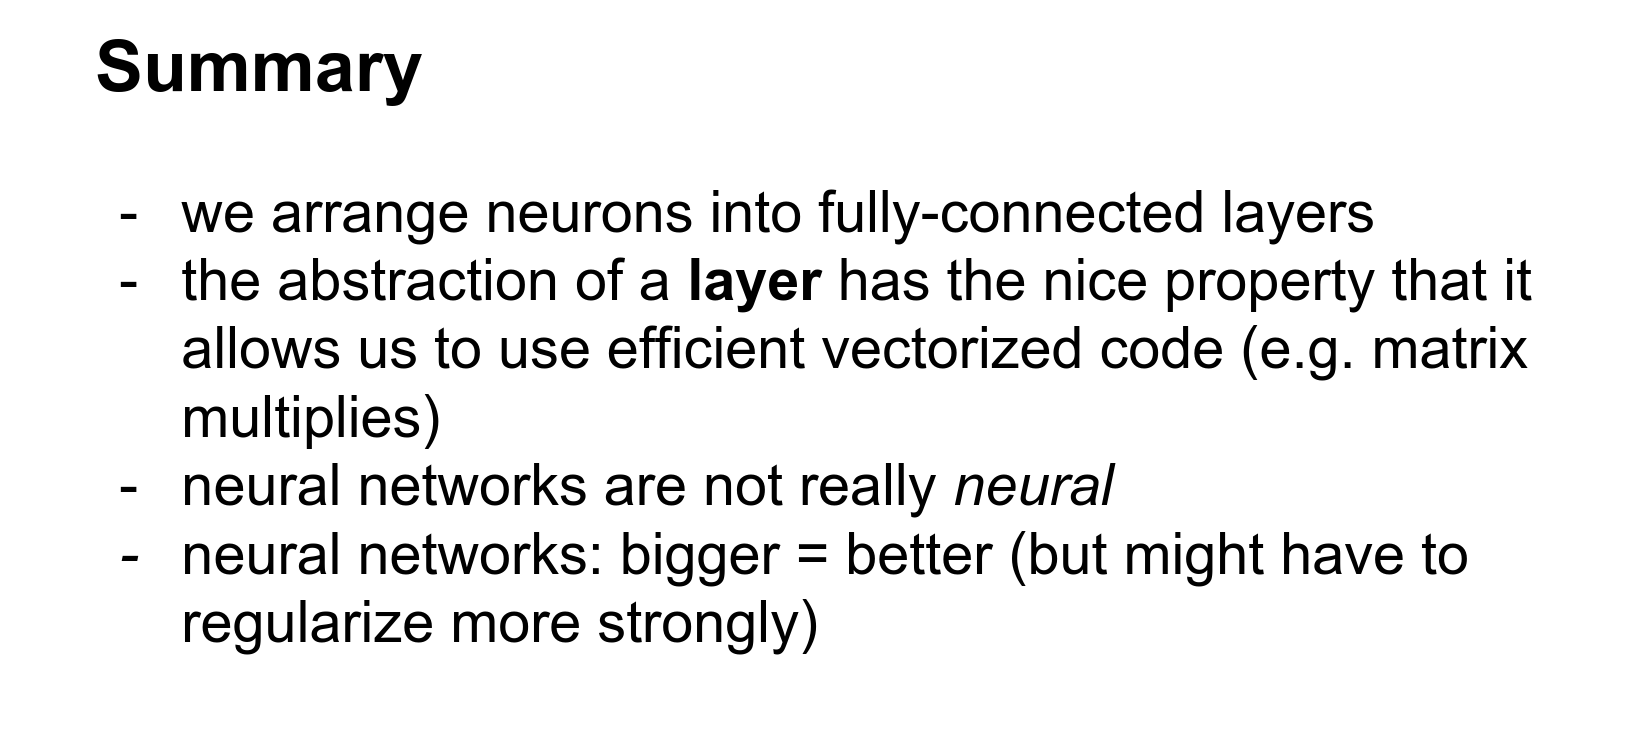 Summary
- we arrange neurons into fully-connected layers
- the abstraction of a layer has the nice property that it
allows us to use efficient vectorized code (e.g. matrix
multiplies)
- neural networks are not really neural
- neural networks: bigger = better (but might have to
regularize more strongly)